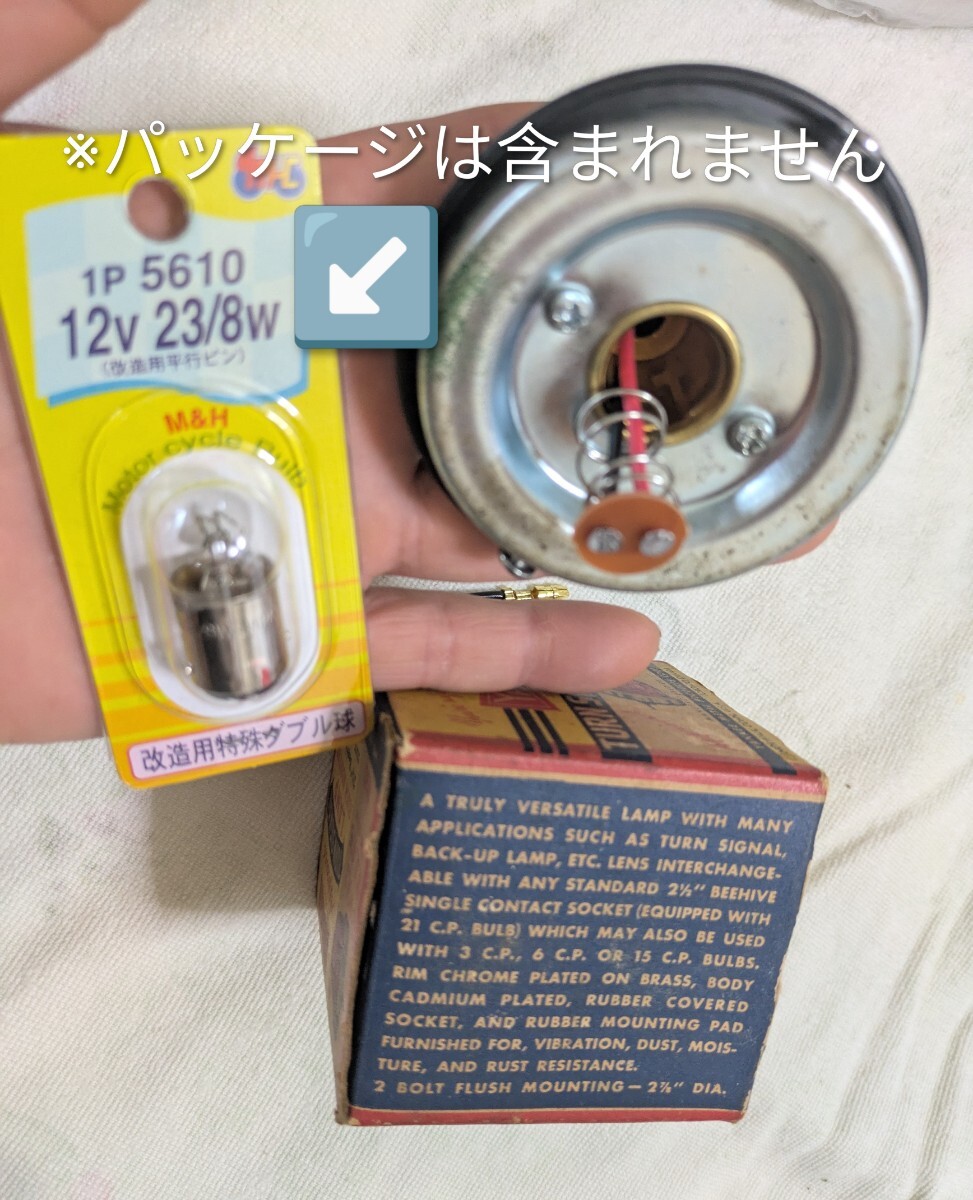 ※パッケージは含まれません
1P 5610
12v 23/8w
(改造用平行ピン)
M&H
Motor cycle Bulb
改造用特殊ダブル球
A TRULY VERSATILE LAMP WITH MANY
APPLICATIONS SUCH AS TURN SIGNAL,
BACK-UP LAMP, ETC. LENS INTERCHANGE-
ABLE WITH ANY STANDARD 2½" BEEHIVE
SINGLE CONTACT SOCKET (EQUIPPED WITH
21 C.P. BULB) WHICH MAY ALSO BE USED
WITH 3 C.P., 6 C.P. OR 15 C.P. BULBS.
RIM CHROME PLATED ON BRASS, BODY
CADMIUM PLATED, RUBBER COVERED
SOCKET, AND RUBBER MOUNTING PAD
FURNISHED FOR, VIBRATION, DUST, MOIS-
TURE, AND RUST RESISTANCE.
2 BOLT FLUSH MOUNTING — 2⅞" DIA.